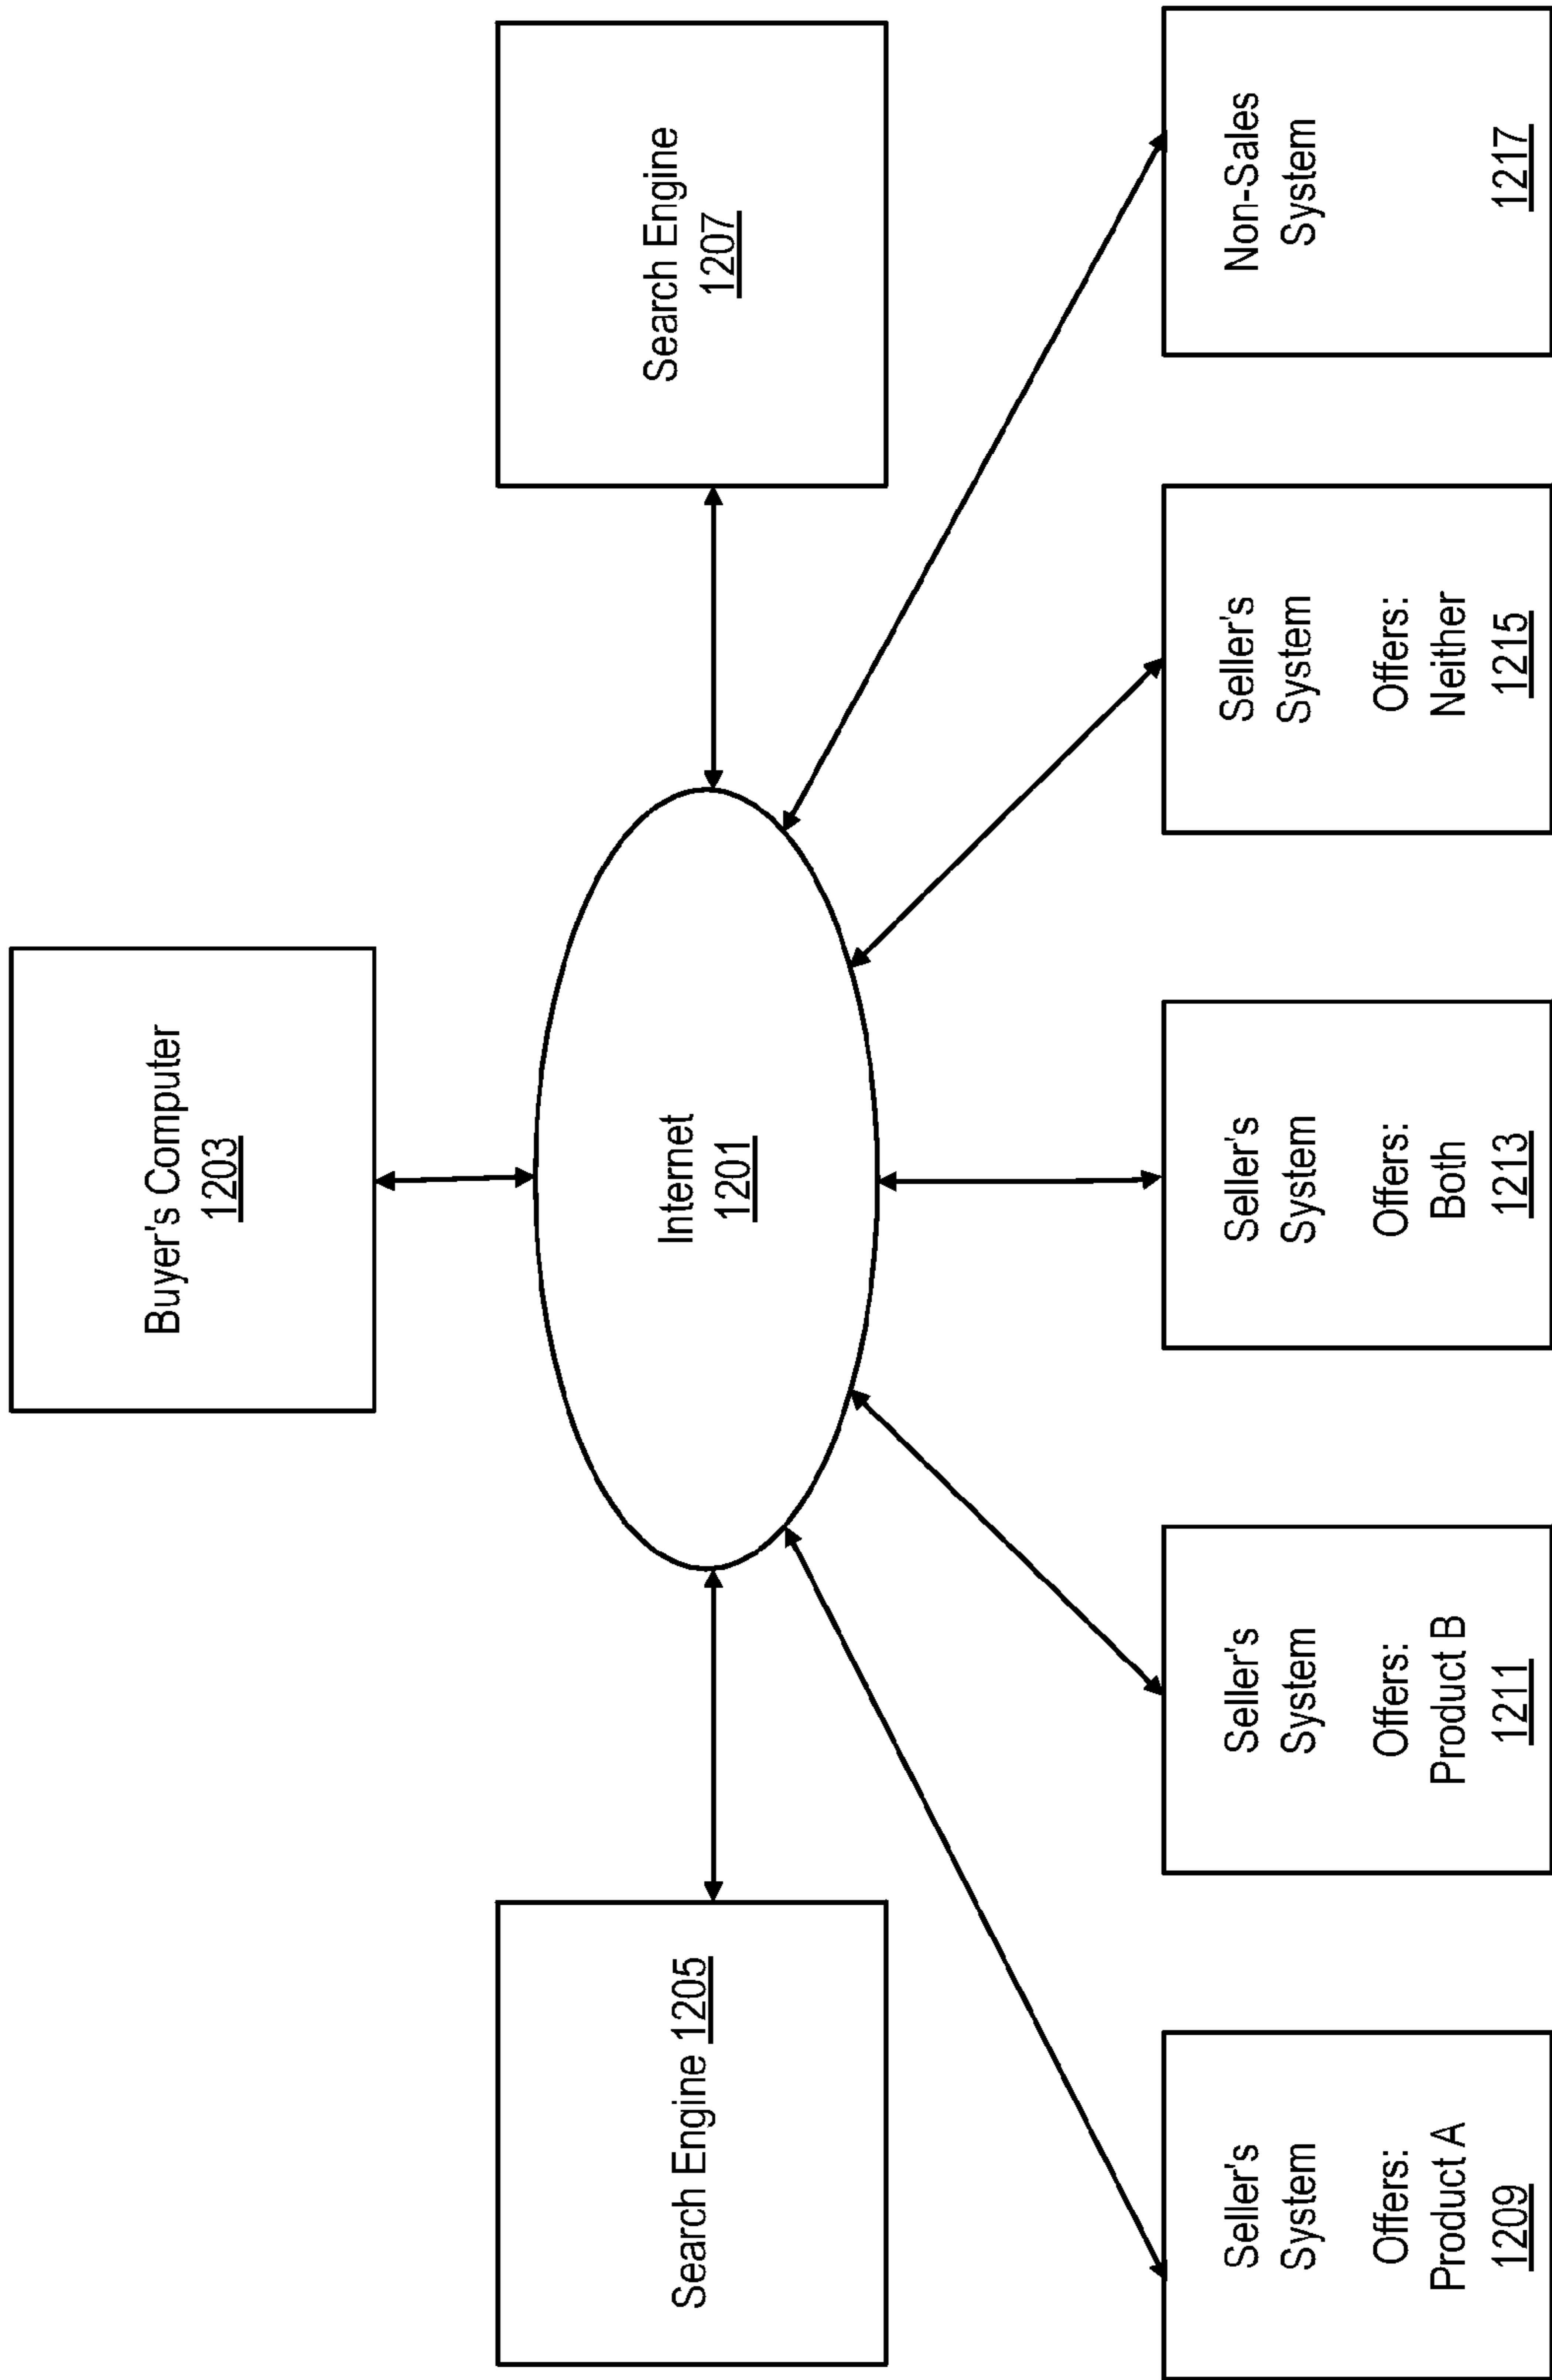 Buyer's Computer
1203
Search Engine 1205
Internet
1201
Search Engine
1207
Seller's
System
Offers:
Product A
1209
Seller's
System
Offers:
Product B
1211
Seller's
System
Offers:
Both
1213
Seller's
System
Offers:
Neither
1215
Non-Sales
System
1217